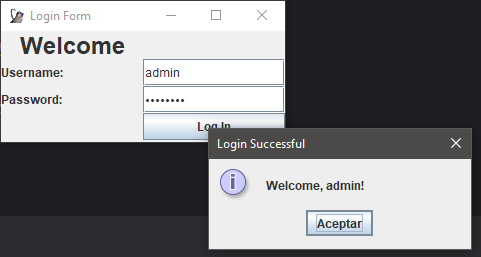 Login Form
Welcome
Username: admin
Password: ••••••••
Log In
Login Successful
Welcome, admin!
Aceptar